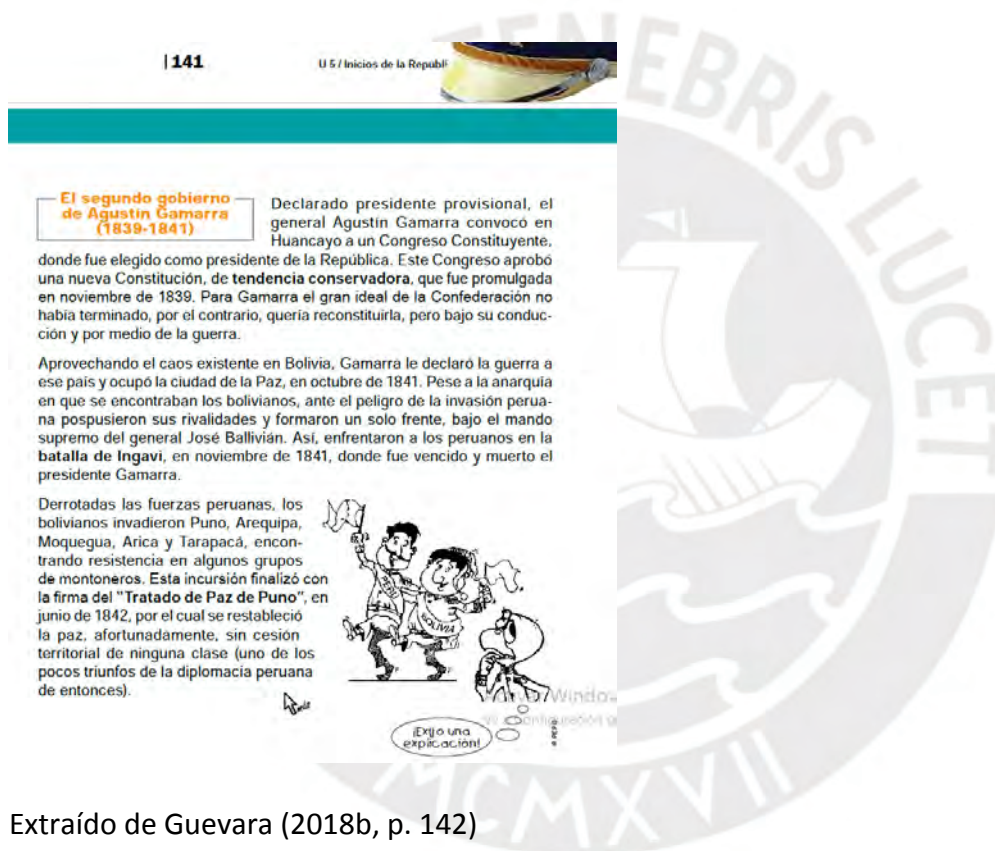 |141
U 5 / Inicios de la Repúbli
El segundo gobierno
de Agustín Gamarra
(1839-1841)
Declarado presidente provisional, el
general Agustín Gamarra convocó en
Huancayo a un Congreso Constituyente,
donde fue elegido como presidente de la República. Este Congreso aprobó
una nueva Constitución, de tendencia conservadora, que fue promulgada
en noviembre de 1839. Para Gamarra el gran ideal de la Confederación no
había terminado, por el contrario, quería reconstituirla, pero bajo su conduc-
ción y por medio de la guerra.
Aprovechando el caos existente en Bolivia, Gamarra le declaró la guerra a
ese país y ocupó la ciudad de la Paz, en octubre de 1841. Pese a la anarquía
en que se encontraban los bolivianos, ante el peligro de la invasión perua-
na pospusieron sus rivalidades y formaron un solo frente, bajo el mando
supremo del general José Ballivián. Así, enfrentaron a los peruanos en la
batalla de Ingavi, en noviembre de 1841, donde fue vencido y muerto el
presidente Gamarra.
Derrotadas las fuerzas peruanas, los
bolivianos invadieron Puno, Arequipa,
Moquegua, Arica y Tarapacá, encon-
trando resistencia en algunos grupos
de montoneros. Esta incursión finalizó con
la firma del "Tratado de Paz de Puno", en
junio de 1842, por el cual se restableció
la paz, afortunadamente, sin cesión
territorial de ninguna clase (uno de los
pocos triunfos de la diplomacia peruana
de entonces).
BOLIVIA
¡Exijo una
explicación!
Extraído de Guevara (2018b, p. 142)
TENEBRIS LUCET
MCMXVII